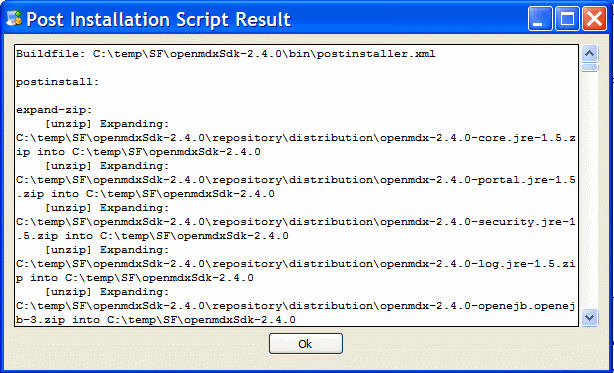 Post Installation Script Result
Buildfile: C:\temp\SF\openmdxSdk-2.4.0\bin\postinstaller.xml
postinstall:
expand-zip:
[unzip] Expanding:
C:\temp\SF\openmdxSdk-2.4.0\repository\distribution\openmdx-2.4.0-core.jre-1.5.z
ip into C:\temp\SF\openmdxSdk-2.4.0
[unzip] Expanding:
C:\temp\SF\openmdxSdk-2.4.0\repository\distribution\openmdx-2.4.0-portal.jre-1.5
.zip into C:\temp\SF\openmdxSdk-2.4.0
[unzip] Expanding:
C:\temp\SF\openmdxSdk-2.4.0\repository\distribution\openmdx-2.4.0-security.jre-1
.5.zip into C:\temp\SF\openmdxSdk-2.4.0
[unzip] Expanding:
C:\temp\SF\openmdxSdk-2.4.0\repository\distribution\openmdx-2.4.0-log.jre-1.5.zi
p into C:\temp\SF\openmdxSdk-2.4.0
[unzip] Expanding:
C:\temp\SF\openmdxSdk-2.4.0\repository\distribution\openmdx-2.4.0-openejb.openej
b-3.zip into C:\temp\SF\openmdxSdk-2.4.0
Ok